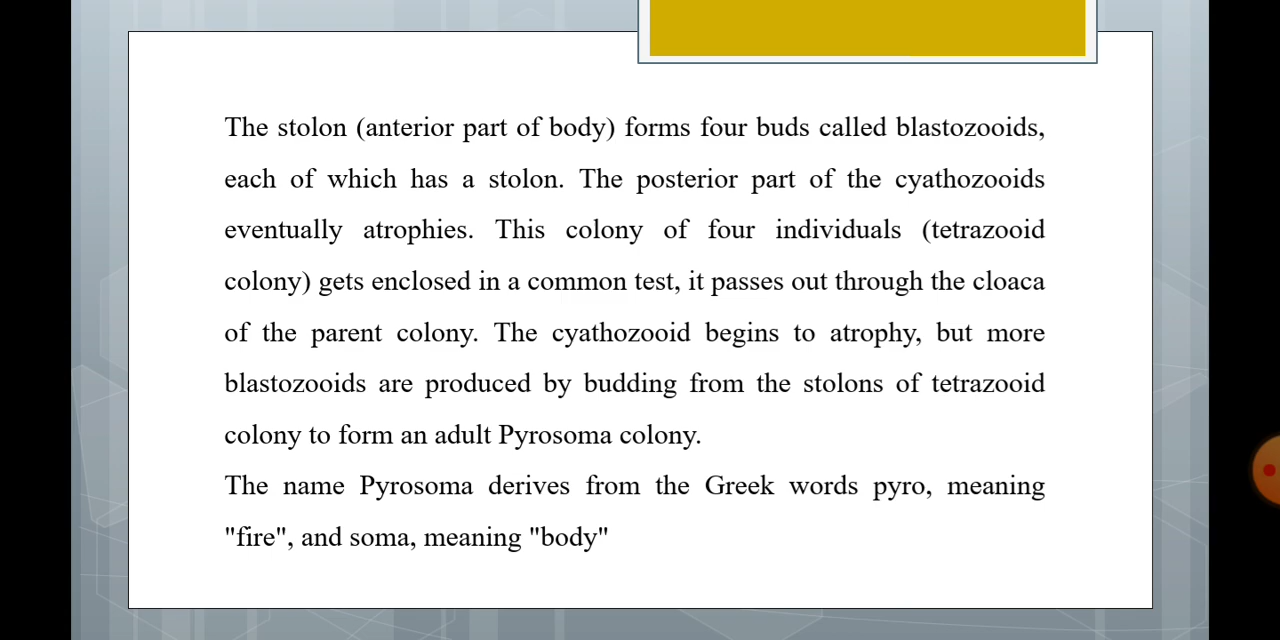 The stolon (anterior part of body) forms four buds called blastozooids,
each of which has a stolon. The posterior part of the cyathozooids
eventually atrophies. This colony of four individuals (tetrazooid
colony) gets enclosed in a common test, it passes out through the cloaca
of the parent colony. The cyathozooid begins to atrophy, but more
blastozooids are produced by budding from the stolons of tetrazooid
colony to form an adult Pyrosoma colony.
The name Pyrosoma derives from the Greek words pyro, meaning
"fire", and soma, meaning "body"